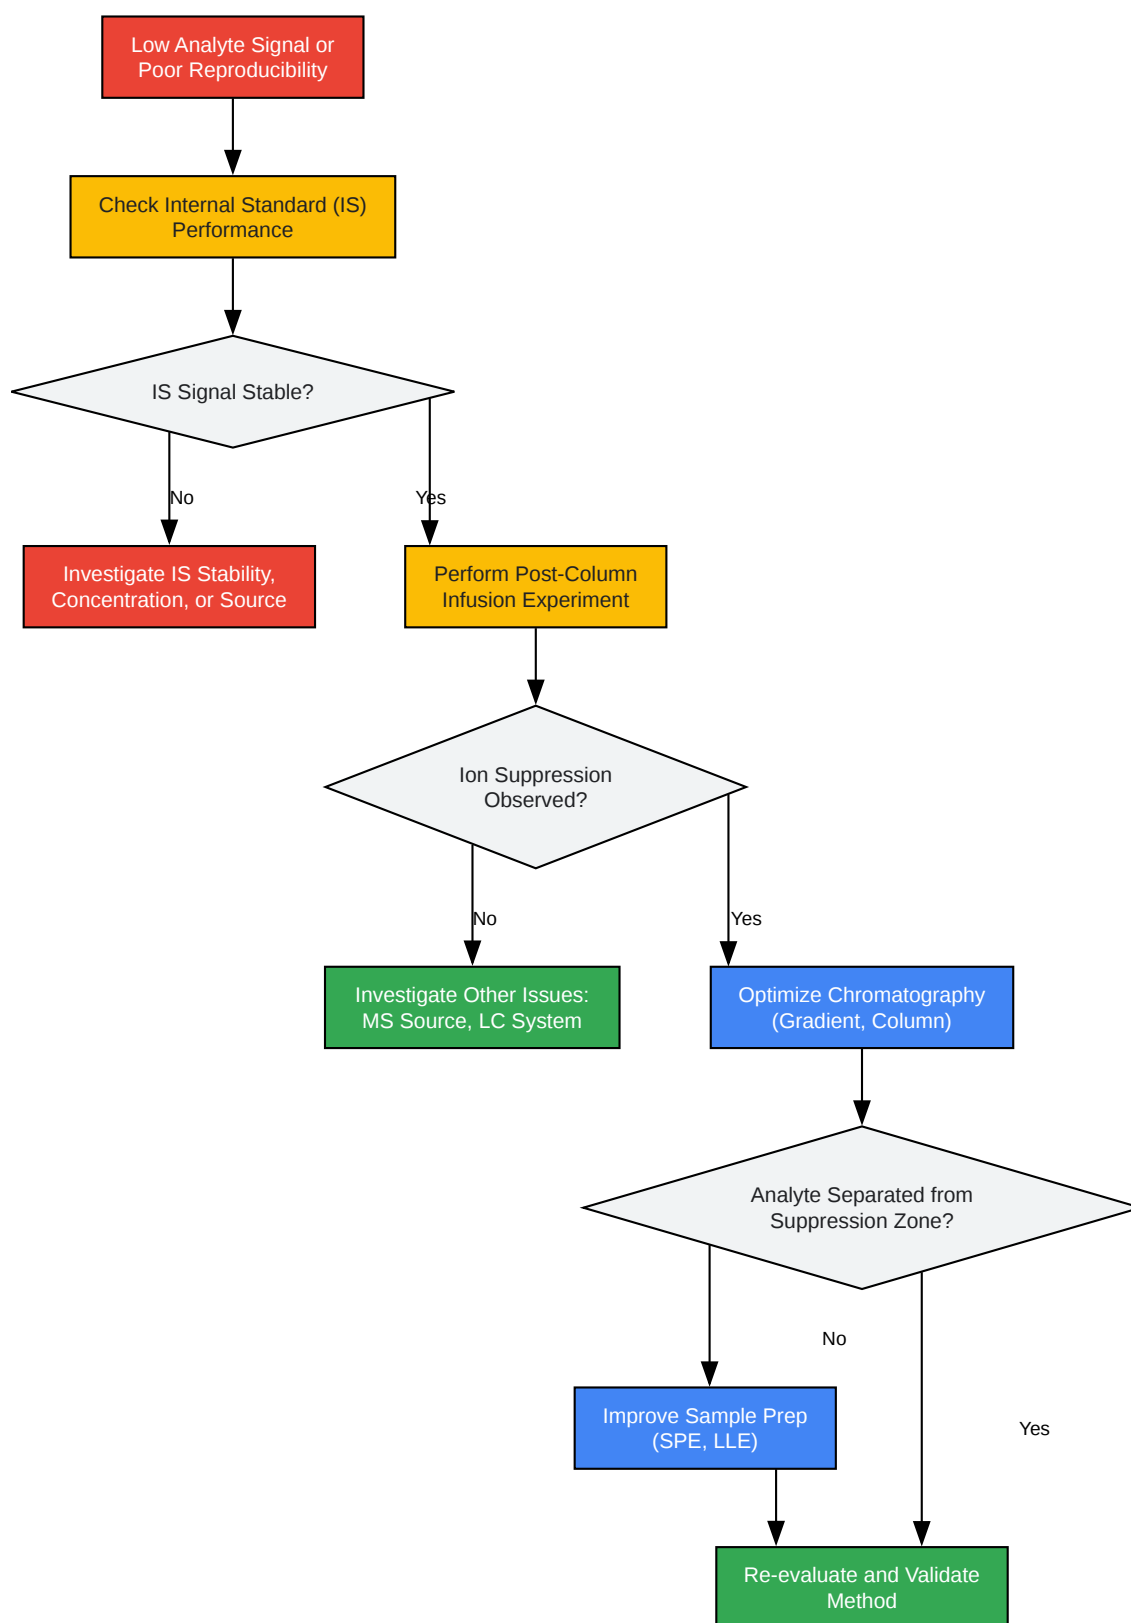 Low Analyte Signal or
Poor Reproducibility
Check Internal Standard (IS)
Performance
IS Signal Stable?
No
Yes
Investigate IS Stability,
Concentration, or Source
Perform Post-Column
Infusion Experiment
Ion Suppression
Observed?
No
Yes
Investigate Other Issues:
MS Source, LC System
Optimize Chromatography
(Gradient, Column)
Analyte Separated from
Suppression Zone?
No
Improve Sample Prep
(SPE, LLE)
Yes
Re-evaluate and Validate
Method